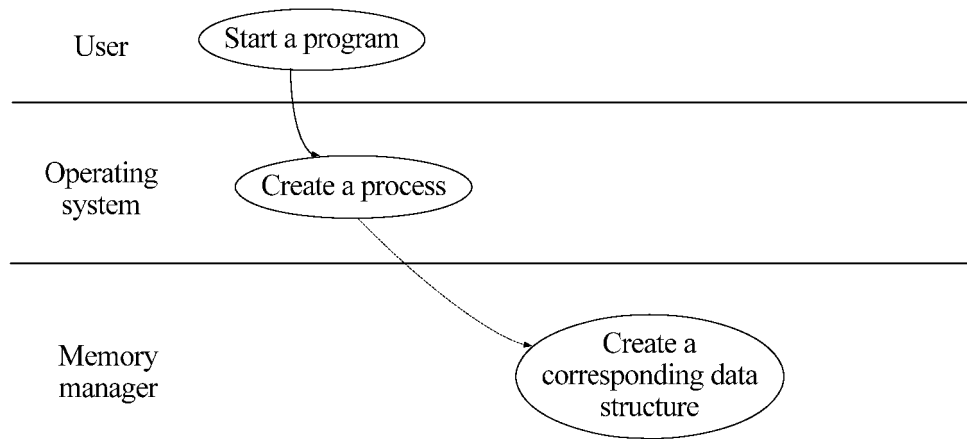 User
Start a program
Operating
system
Create a process
Memory
manager
Create a
corresponding data
structure